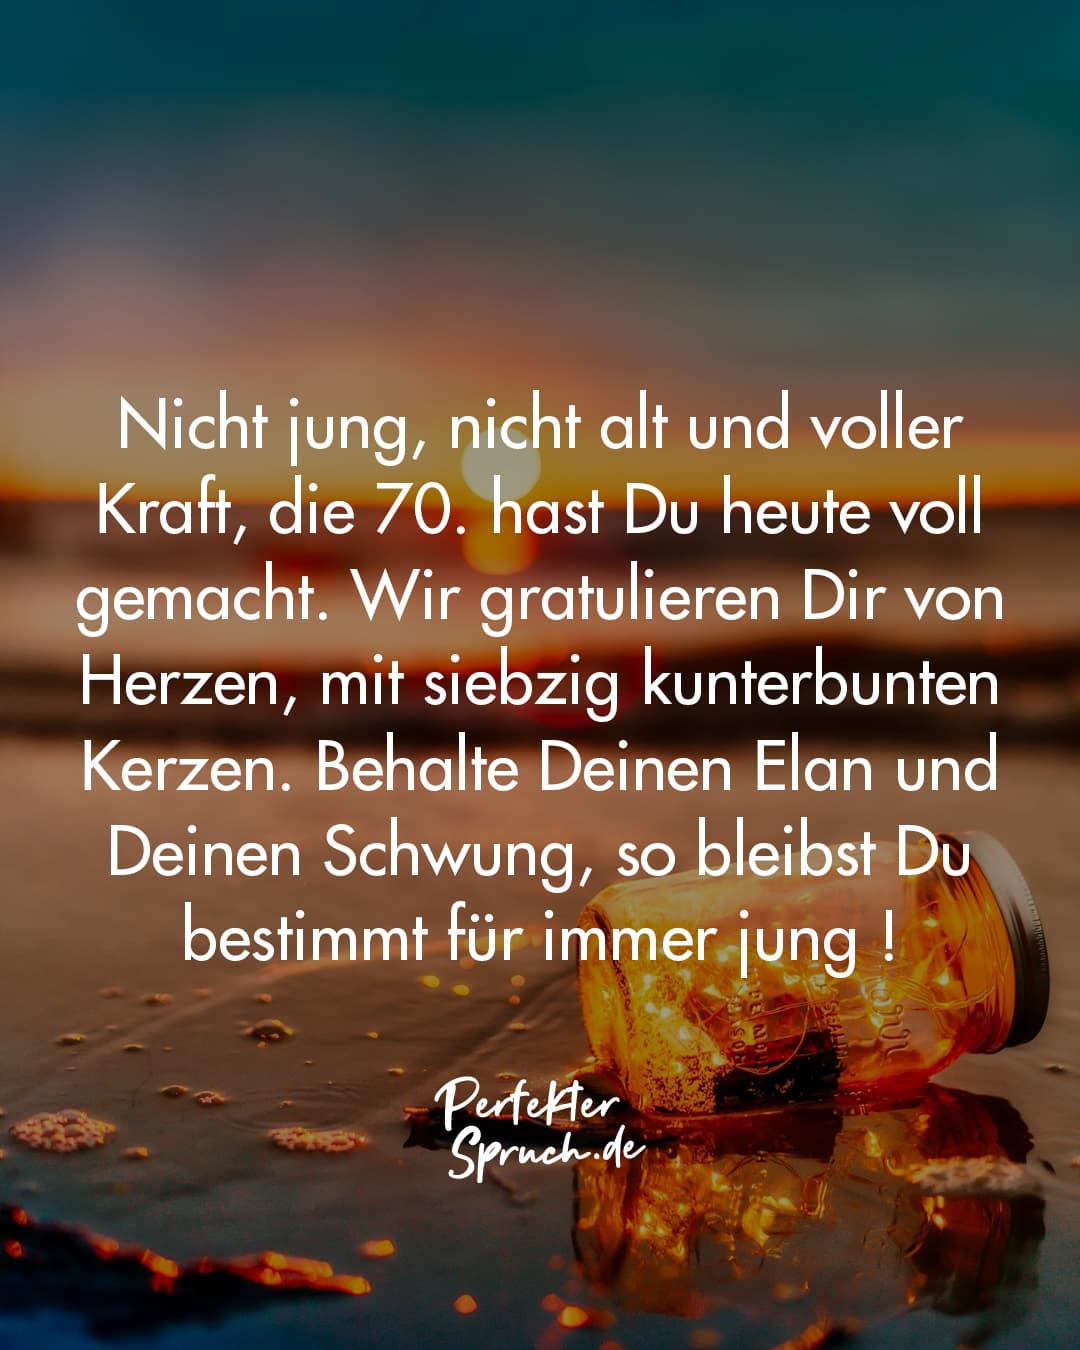 Nicht jung, nicht alt und voller
Kraft, die 70. hast Du heute voll
gemacht. Wir gratulieren Dir von
Herzen, mit siebzig kunterbunten
Kerzen. Behalte Deinen Elan und
Deinen Schwung, so bleibst Du
bestimmt für immer jung !
Perfekter
Spruch.de